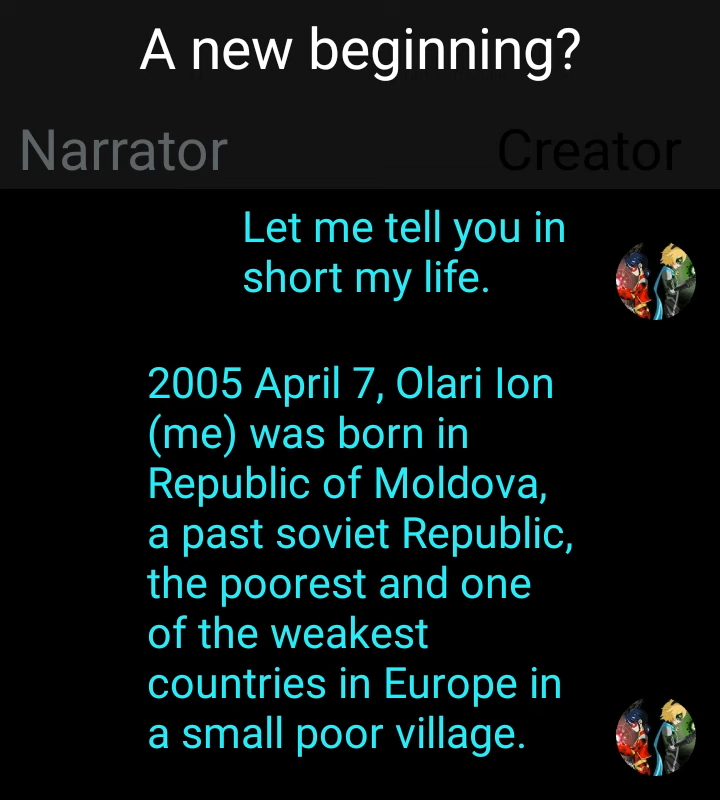 A new beginning?
Narrator
Creator
Let me tell you in
short my life.
2005 April 7, Olari Ion
(me) was born in
Republic of Moldova,
a past soviet Republic,
the poorest and one
of the weakest
countries in Europe in
a small poor village.